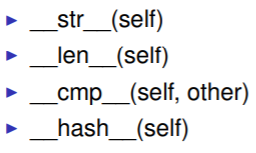 ► __str__(self)
► __len__(self)
► __cmp__(self, other)
► __hash__(self)